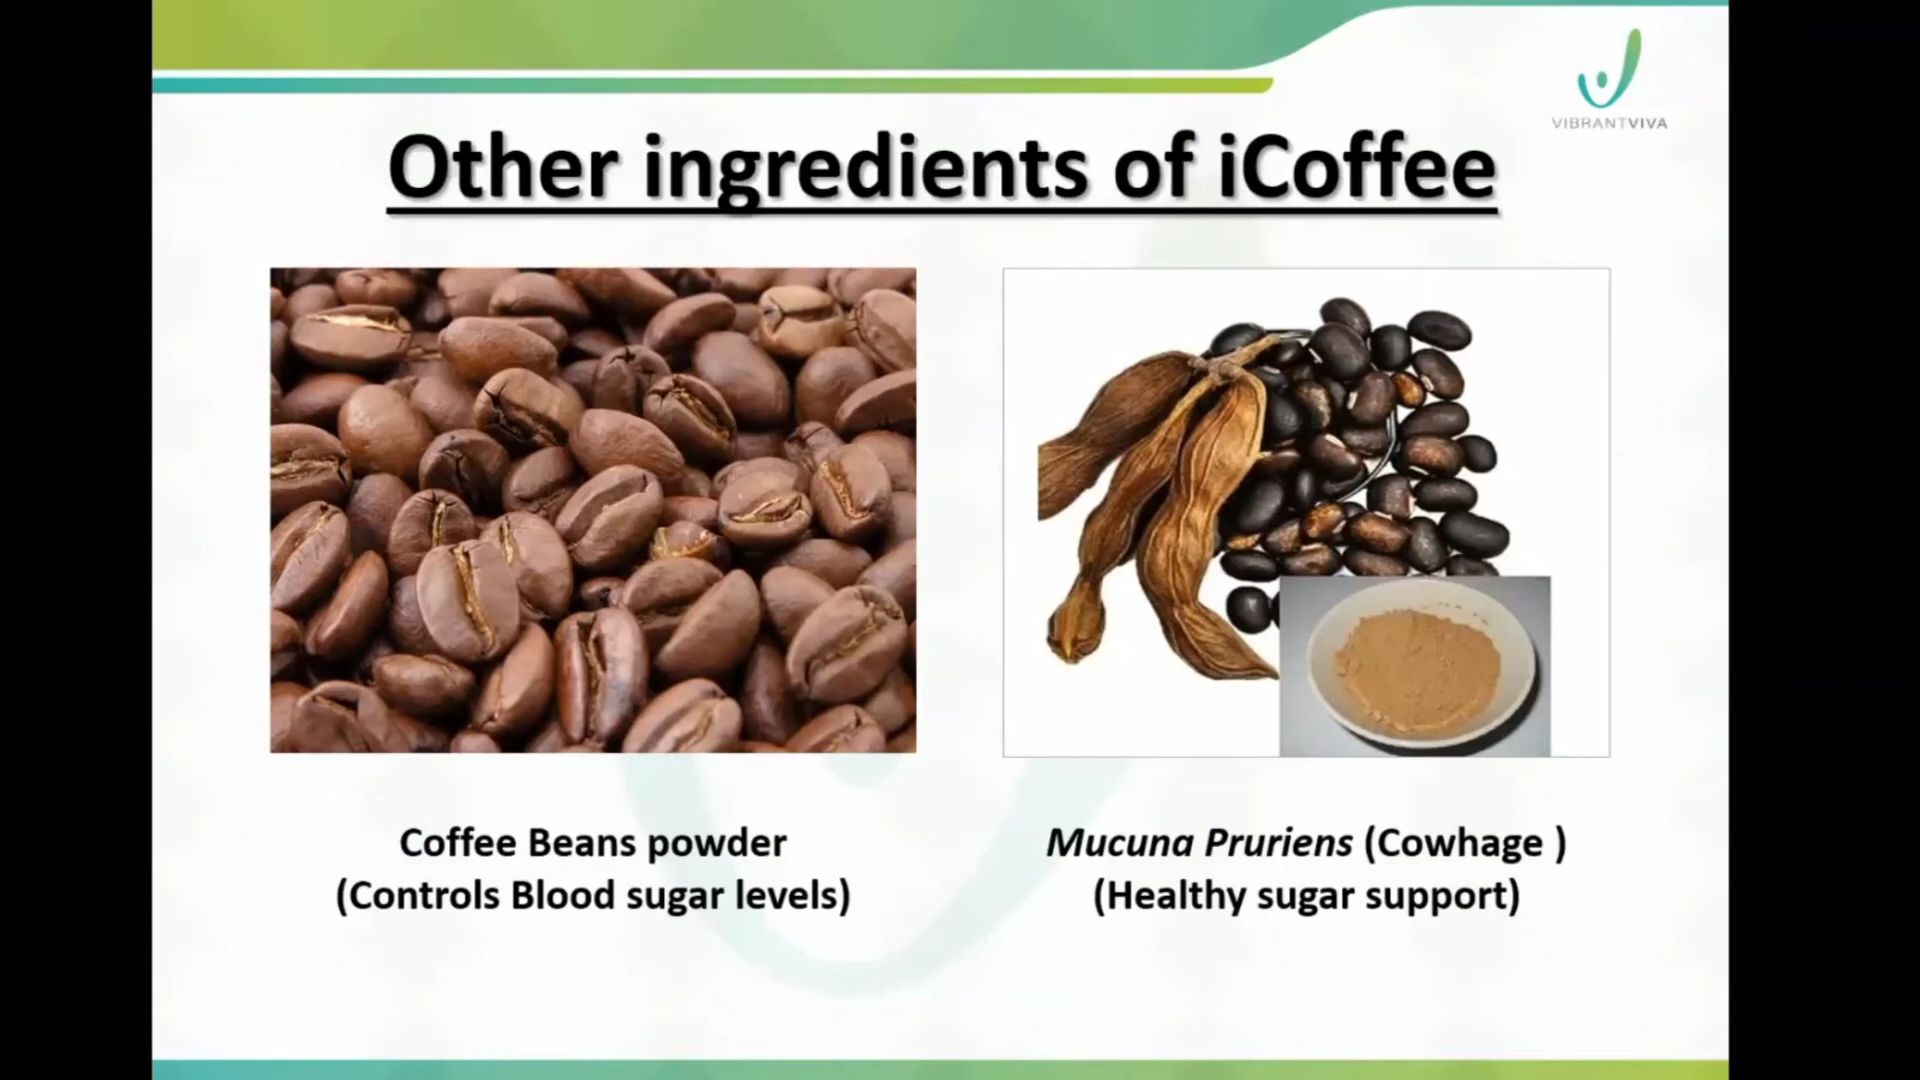 VIBRANTVIVA
Other ingredients of iCoffee
Coffee Beans powder
(Controls Blood sugar levels)
Mucuna Pruriens (Cowhage )
(Healthy sugar support)